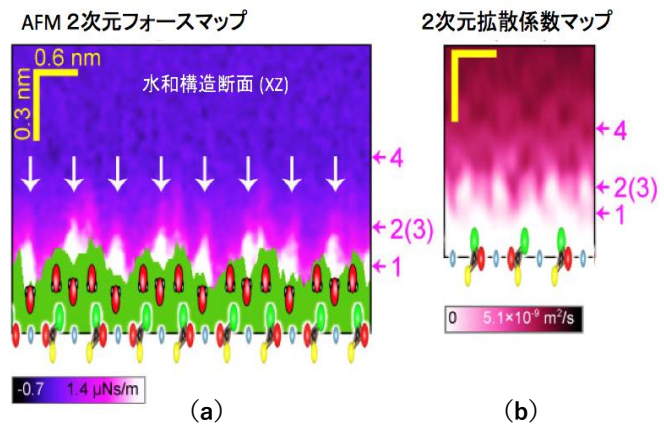 AFM 2次元フォースマップ
2次元拡散係数マップ
0.6 nm
0.3 nm
水和構造断面 (XZ)
4
2(3)
1
4
2(3)
1
-0.7 1.4 μNs/m
0 5.1×10⁻⁹ m²/s
(a)
(b)